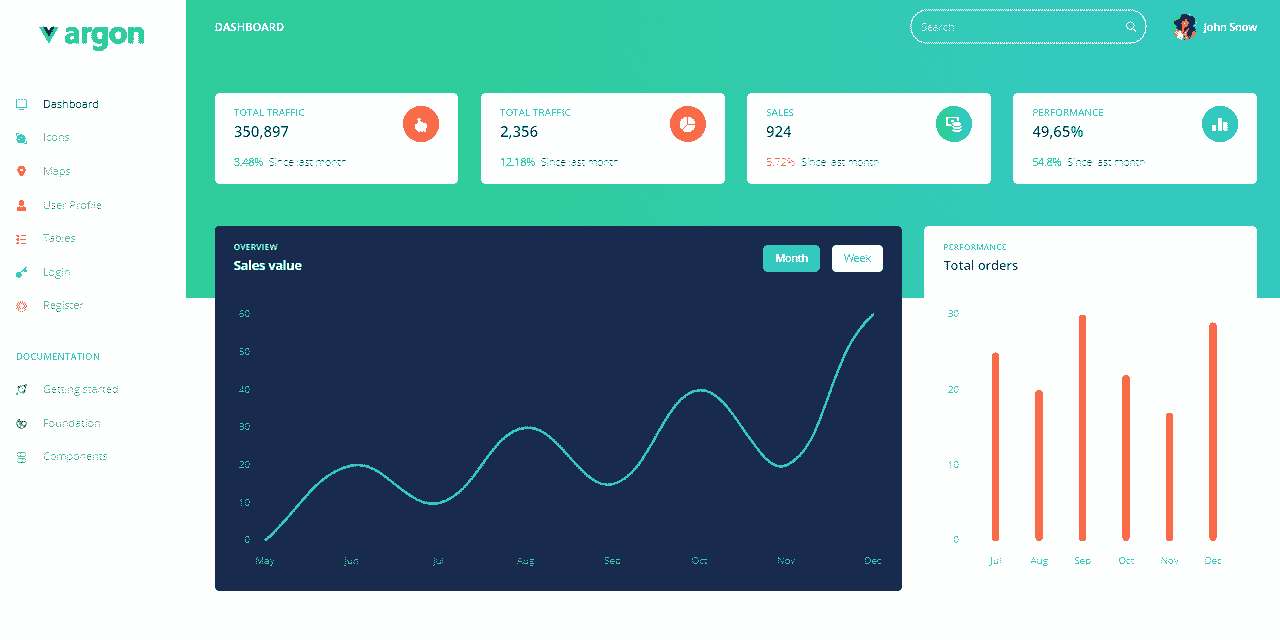 argon
Dashboard
Icons
Maps
User Profile
Tables
Login
Register
DOCUMENTATION
Getting started
Foundation
Components
DASHBOARD
Search
John Snow
TOTAL TRAFFIC
350,897
3.48% Since last month
TOTAL TRAFFIC
2,356
12.18% Since last month
SALES
924
5.72% Since last month
PERFORMANCE
49,65%
54.8% Since last month
OVERVIEW
Sales value
Month
Week
60
50
40
30
20
10
0
May Jun Jul Aug Sep Oct Nov Dec
PERFORMANCE
Total orders
30
20
10
0
Jul Aug Sep Oct Nov Dec